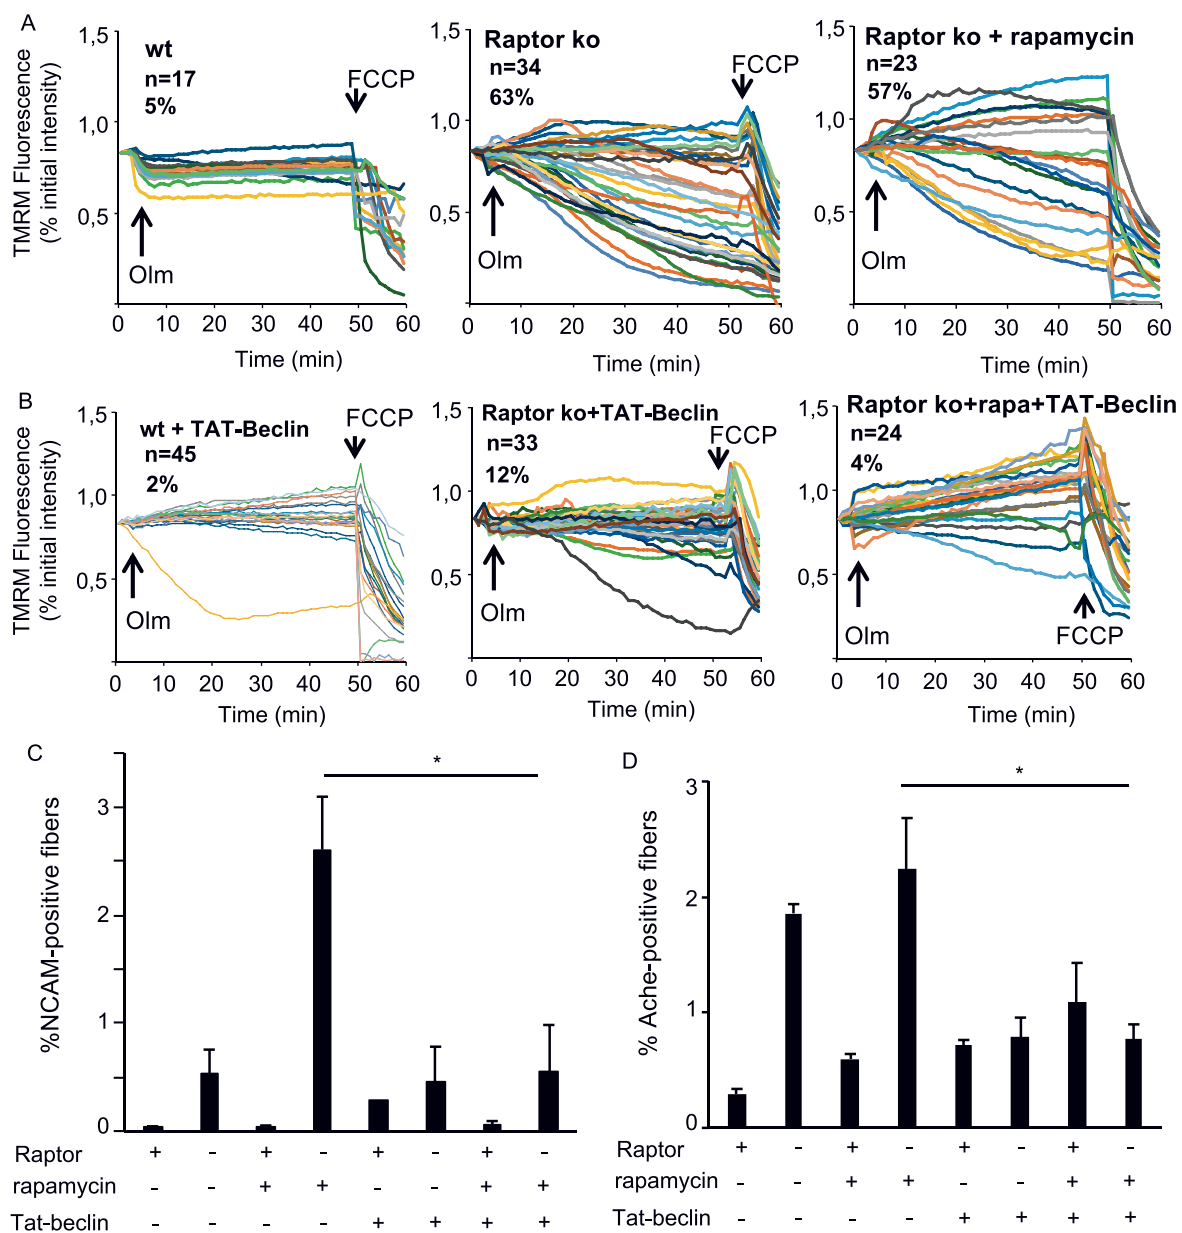 A
TMRM Fluorescence
(% initial intensity)
1,5
1,0
0,5
wt
n=17
5%
FCCP
Olm
0 10 20 30 40 50 60
Time (min)
1,5
1,0
0,5
Raptor ko
n=34
63%
FCCP
Olm
0 10 20 30 40 50 60
Time (min)
1,5
1,0
0,5
Raptor ko + rapamycin
n=23
57%
Olm
0 10 20 30 40 50 60
Time (min)
B
TMRM Fluorescence
(% initial intensity)
1,5
1,0
0,5
wt + TAT-Beclin
n=45
2%
FCCP
Olm
0 10 20 30 40 50 60
Time (min)
1,5
1,0
0,5
Raptor ko+TAT-Beclin
n=33
12%
FCCP
Olm
0 10 20 30 40 50 60
Time (min)
1,5
1,0
0,5
Raptor ko+rapa+TAT-Beclin
n=24
4%
Olm
FCCP
0 10 20 30 40 50 60
Time (min)
C
%NCAM-positive fibers
3
2
1
0
*
Raptor + - + - + - + -
rapamycin - - + + - - + +
Tat-beclin - - - - + + + +
D
% Ache-positive fibers
3
2
1
0
*
Raptor + - + - + - + -
rapamycin - - + + - - + +
Tat-beclin - - - - + + + +